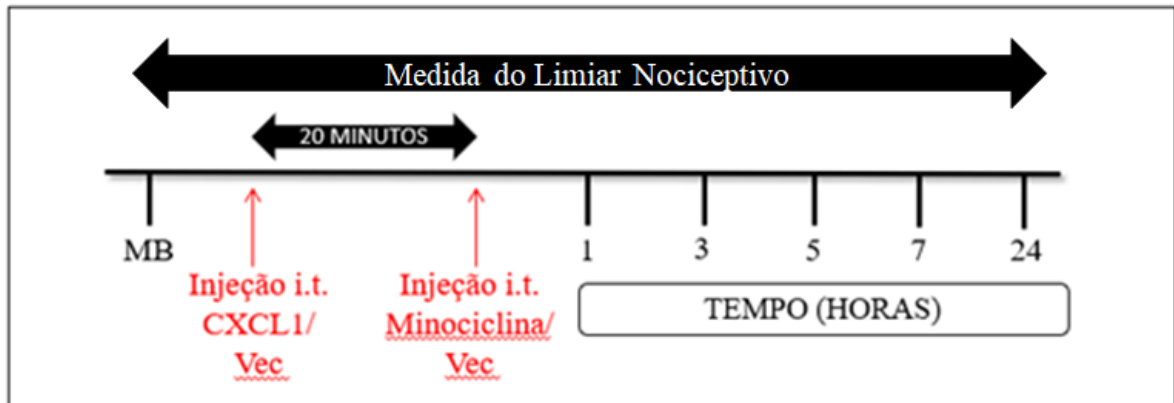 Medida do Limiar Nociceptivo
20 MINUTOS
MB
1 3 5 7 24
Injeção i.t.
CXCL1/
Vec
Injeção i.t.
Minociclina/
Vec
TEMPO (HORAS)